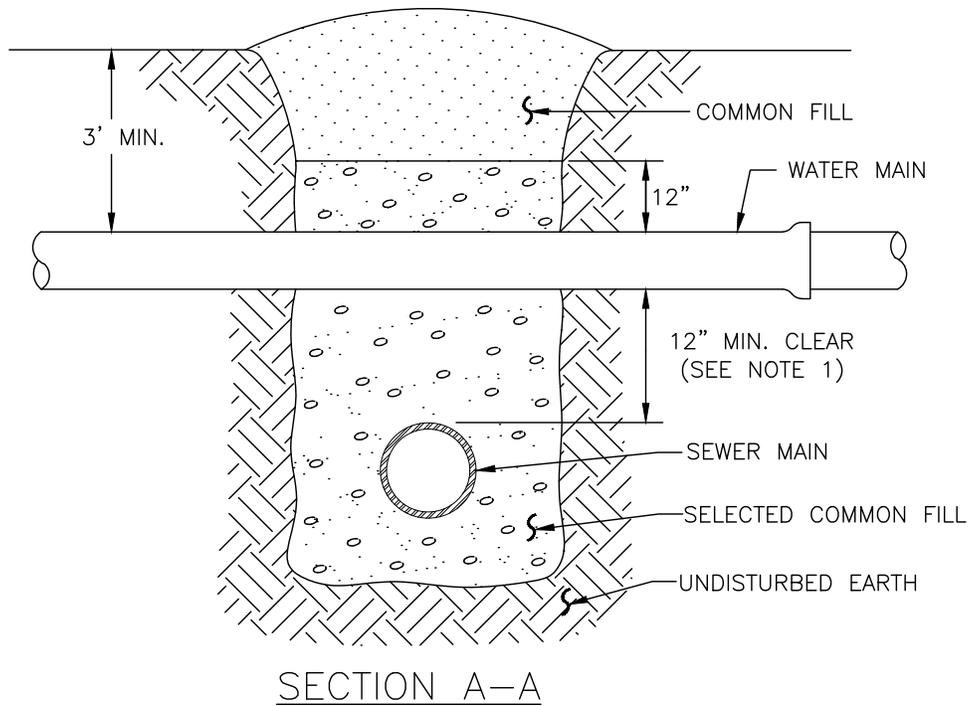 COMMON FILL
3' MIN.
WATER MAIN
12”
12” MIN. CLEAR
(SEE NOTE 1)
SEWER MAIN
SELECTED COMMON FILL
UNDISTURBED EARTH
SECTION A–A